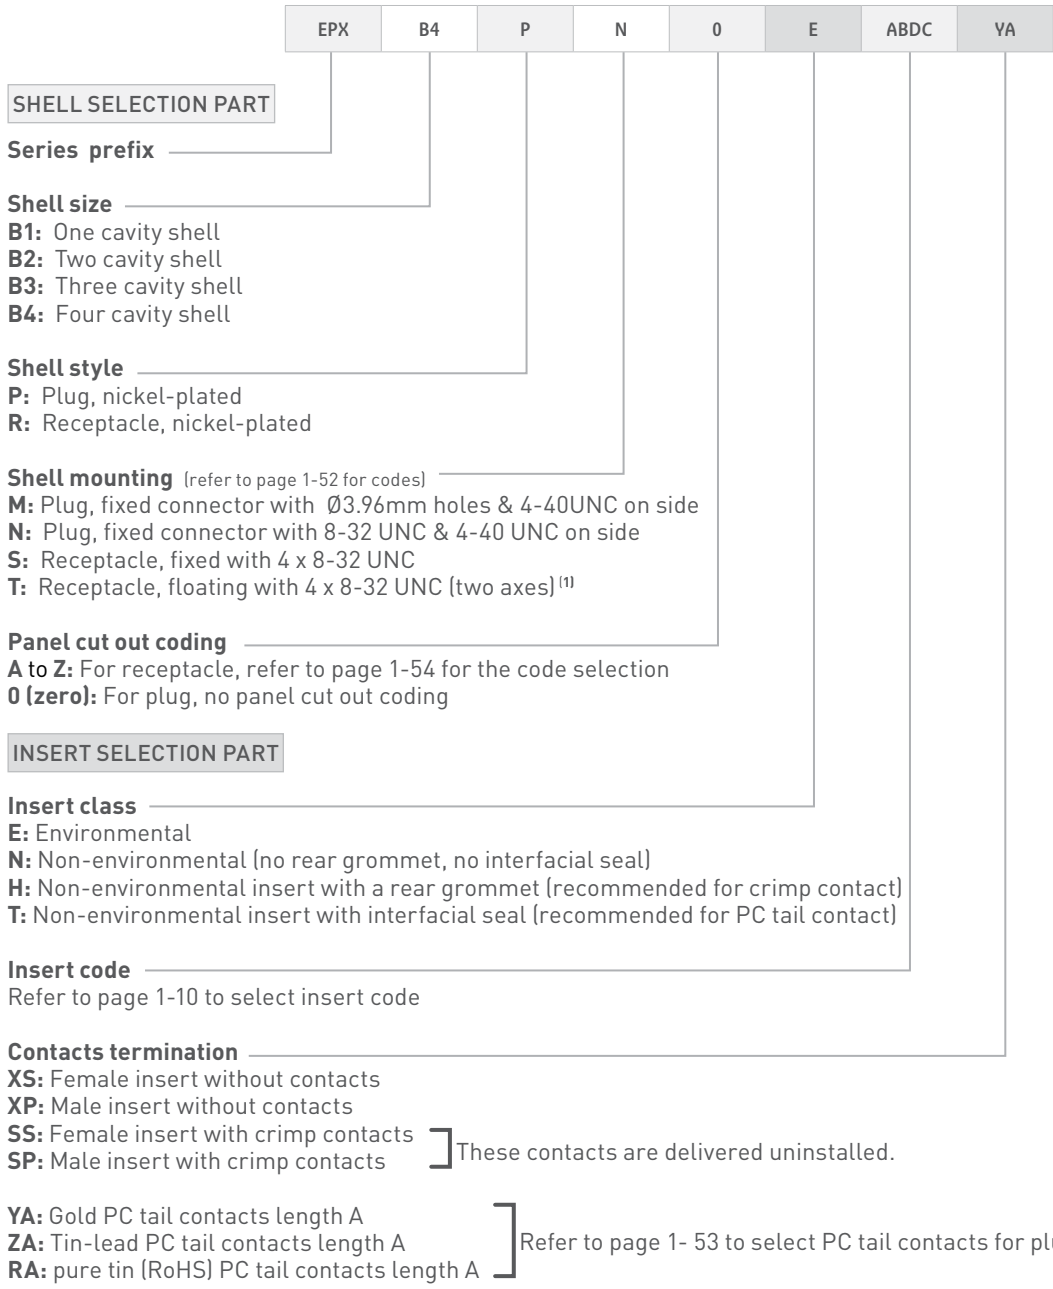 EPX B4 P N 0 E ABDC YA
SHELL SELECTION PART
Series prefix
Shell size
B1: One cavity shell
B2: Two cavity shell
B3: Three cavity shell
B4: Four cavity shell
Shell style
P: Plug, nickel-plated
R: Receptacle, nickel-plated
Shell mounting (refer to page 1-52 for codes)
M: Plug, fixed connector with Ø3.96mm holes & 4-40UNC on side
N: Plug, fixed connector with 8-32 UNC & 4-40 UNC on side
S: Receptacle, fixed with 4 x 8-32 UNC
T: Receptacle, floating with 4 x 8-32 UNC (two axes) (1)
Panel cut out coding
A to Z: For receptacle, refer to page 1-54 for the code selection
0 (zero): For plug, no panel cut out coding
INSERT SELECTION PART
Insert class
E: Environmental
N: Non-environmental (no rear grommet, no interfacial seal)
H: Non-environmental insert with a rear grommet (recommended for crimp contact)
T: Non-environmental insert with interfacial seal (recommended for PC tail contact)
Insert code
Refer to page 1-10 to select insert code
Contacts termination
XS: Female insert without contacts
XP: Male insert without contacts
SS: Female insert with crimp contacts
SP: Male insert with crimp contacts
These contacts are delivered uninstalled.
YA: Gold PC tail contacts length A
ZA: Tin-lead PC tail contacts length A
RA: pure tin (RoHS) PC tail contacts length A
Refer to page 1- 53 to select PC tail contacts for